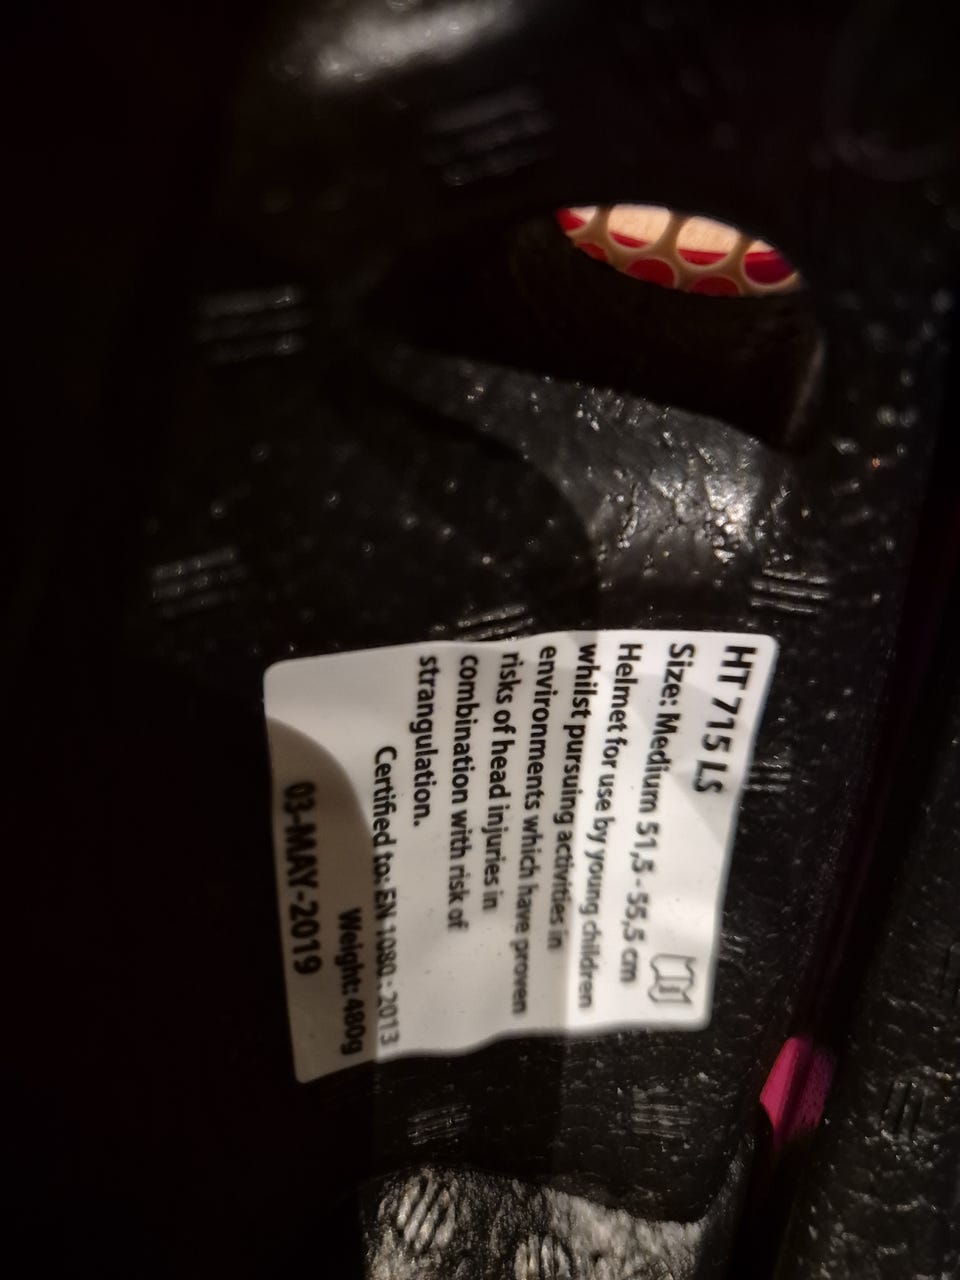 HT 715 LS
Size: Medium 51,5 - 55,5 cm
Helmet for use by young children
whilst pursuing activities in
environments which have proven
risks of head injuries in
combination with risk of
strangulation.
Certified to: EN 1080 : 2013
Weight: 480g
03-MAY-2019